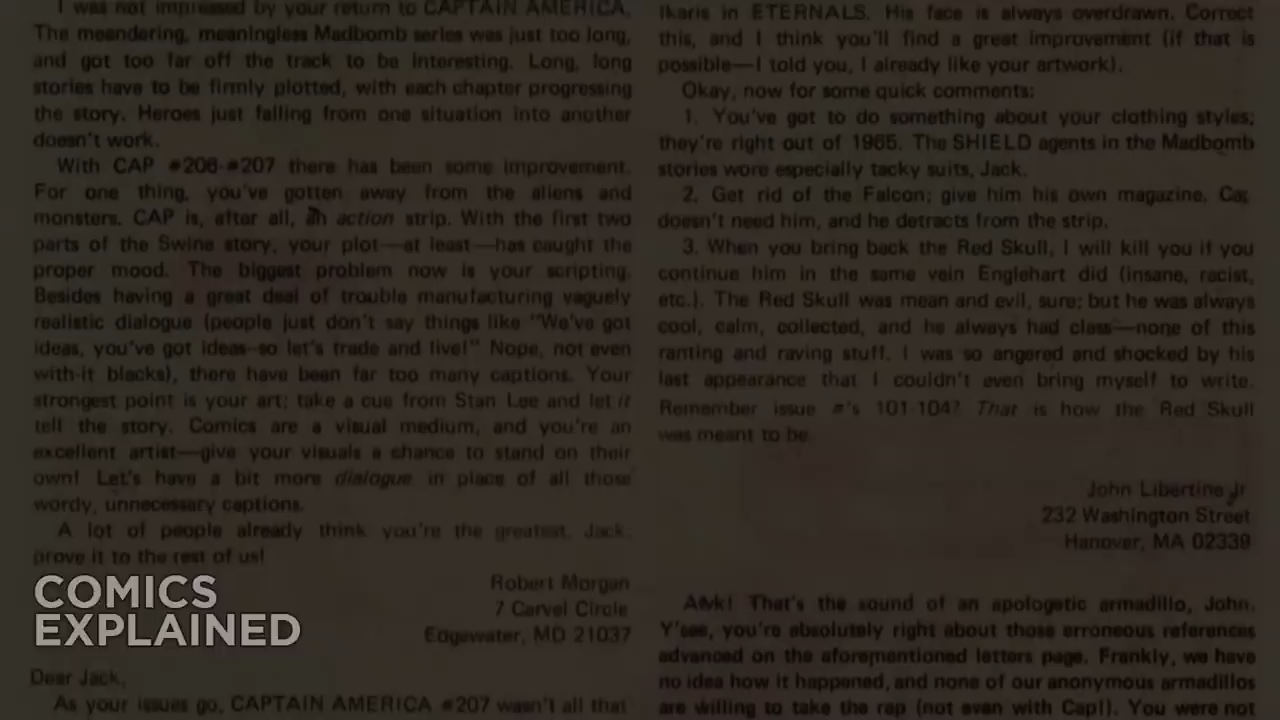 I was not impressed by your return to CAPTAIN AMERICA.
The meandering, meaningless Madbomb series was just too long,
and got too far off the track to be interesting. Long, long
stories have to be firmly plotted, with each chapter progressing
the story. Heroes just falling from one situation into another
doesn't work.
With CAP #206-#207 there has been some improvement.
For one thing, you've gotten away from the aliens and
monsters. CAP is, after all, an action strip. With the first two
parts of the Swine story, your plot—at least—has caught the
proper mood. The biggest problem now is your scripting.
Besides having a great deal of trouble manufacturing vaguely
realistic dialogue (people just don't say things like "We've got
ideas, you've got ideas—so let's trade and live!" Nope, not even
with-it blacks), there have been far too many captions. Your
strongest point is your art; take a cue from Stan Lee and let it
tell the story. Comics are a visual medium, and you're an
excellent artist—give your visuals a chance to stand on their
own! Let's have a bit more dialogue in place of all those
wordy, unnecessary captions.
A lot of people already think you're the greatest, Jack,
prove it to the rest of us!
Robert Morgan
7 Carvel Circle
Edgewater, MD 21037
Dear Jack,
As your issues go, CAPTAIN AMERICA #207 wasn't all that
Ikaris in ETERNALS. His face is always overdrawn. Correct
this, and I think you'll find a great improvement (if that is
possible—I told you, I already like your artwork).
Okay, now for some quick comments:
1. You've got to do something about your clothing styles;
they're right out of 1965. The SHIELD agents in the Madbomb
stories wore especially tacky suits, Jack.
2. Get rid of the Falcon; give him his own magazine. Cap
doesn't need him, and he detracts from the strip.
3. When you bring back the Red Skull, I will kill you if you
continue him in the same vein Englehart did (insane, racist,
etc.). The Red Skull was mean and evil, sure; but he was always
cool, calm, collected, and he always had class—none of this
ranting and raving stuff. I was so angered and shocked by his
last appearance that I couldn't even bring myself to write.
Remember issue #'s 101-104? That is how the Red Skull
was meant to be.
John Libertine Jr.
232 Washington Street
Hanover, MA 02339
Awk! That's the sound of an apologetic armadillo, John.
Y'see, you're absolutely right about those erroneous references
advanced on the aforementioned letters page. Frankly, we have
no idea how it happened, and none of our anonymous armadillos
are willing to take the rap (not even with Cap!). You were not
COMICS
EXPLAINED